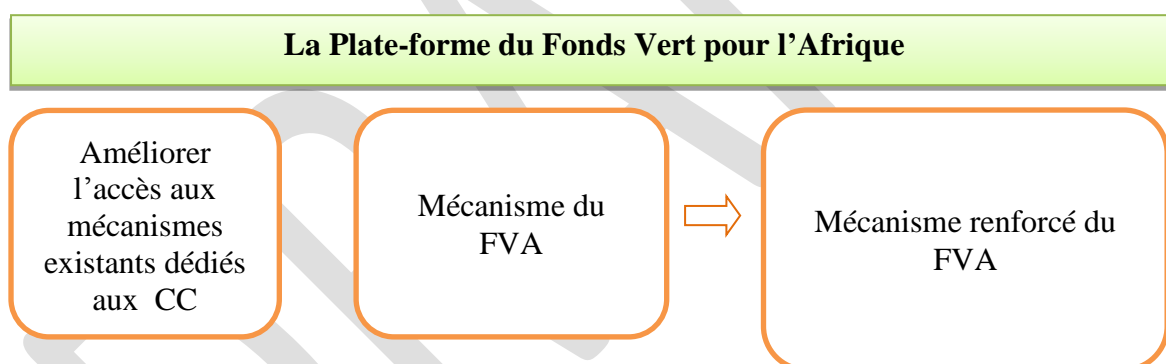 La Plate-forme du Fonds Vert pour l’Afrique
Améliorer
l’accès aux
mécanismes
existants dédiés
aux CC
Mécanisme du
FVA
Mécanisme renforcé du
FVA